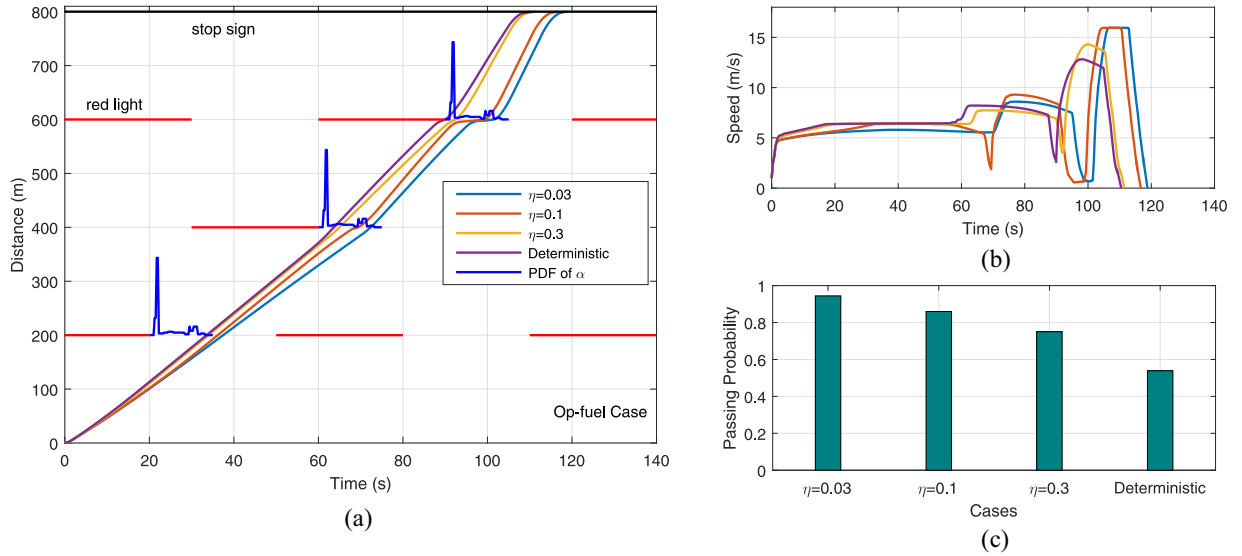 800
700
600
500
400
300
200
100
0
Distance (m)
stop sign
red light
η=0.03
η=0.1
η=0.3
Deterministic
PDF of α
Op-fuel Case
0 20 40 60 80 100 120 140
Time (s)
(a)
15
10
5
0
Speed (m/s)
0 20 40 60 80 100 120 140
Time (s)
(b)
1
0.8
0.6
0.4
0.2
0
Passing Probability
η=0.03 η=0.1 η=0.3 Deterministic
Cases
(c)